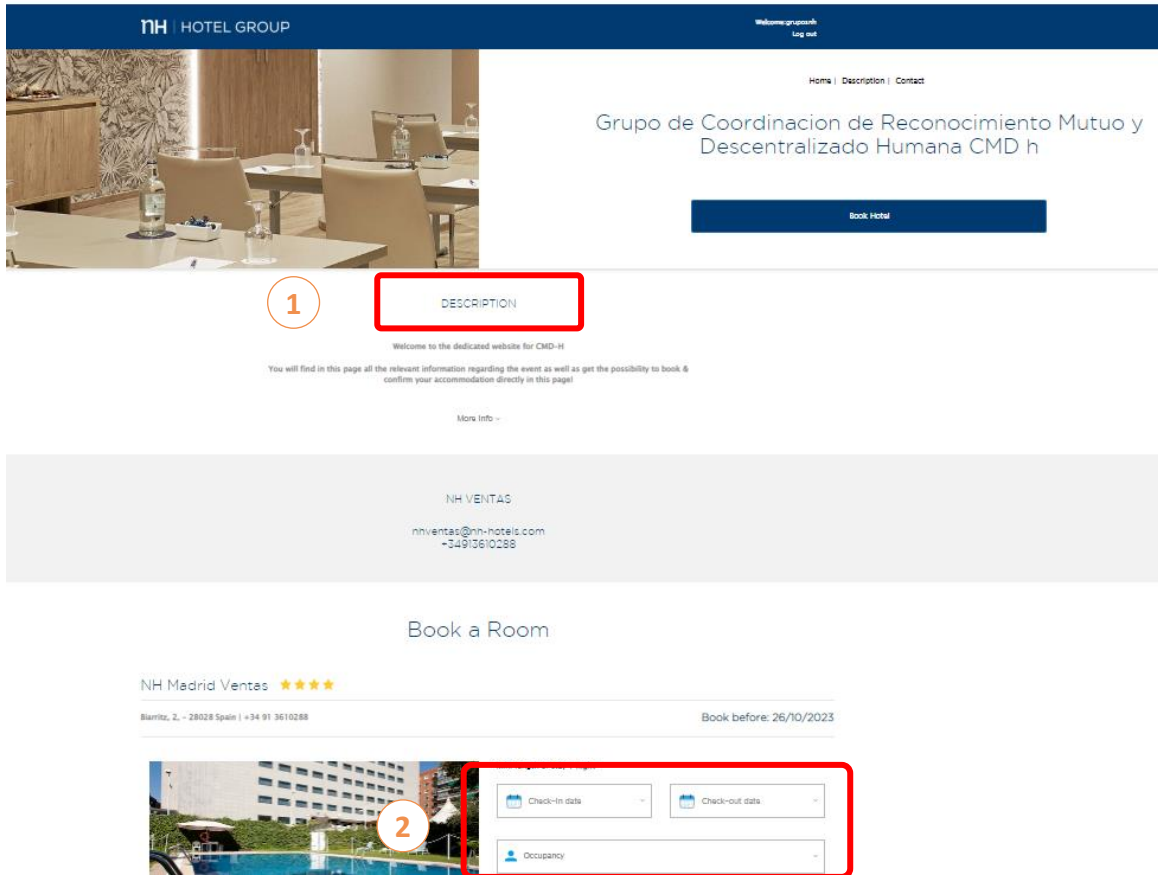 nH | HOTEL GROUP
Welcome:gruposnh
Log out
Home | Description | Contact
Grupo de Coordinacion de Reconocimiento Mutuo y
Descentralizado Humana CMD h
Book Hotel
1
DESCRIPTION
Welcome to the dedicated website for CMD-H
You will find in this page all the relevant information regarding the event as well as get the possibility to book &
confirm your accommodation directly in this page!
More Info
NH VENTAS
nhventas@nh-hotels.com
+34913610288
Book a Room
NH Madrid Ventas
Biarritz, 2, - 28028 Spain | +34 91 3610288
Book before: 26/10/2023
Check-in date
Check-out date
2
Occupancy